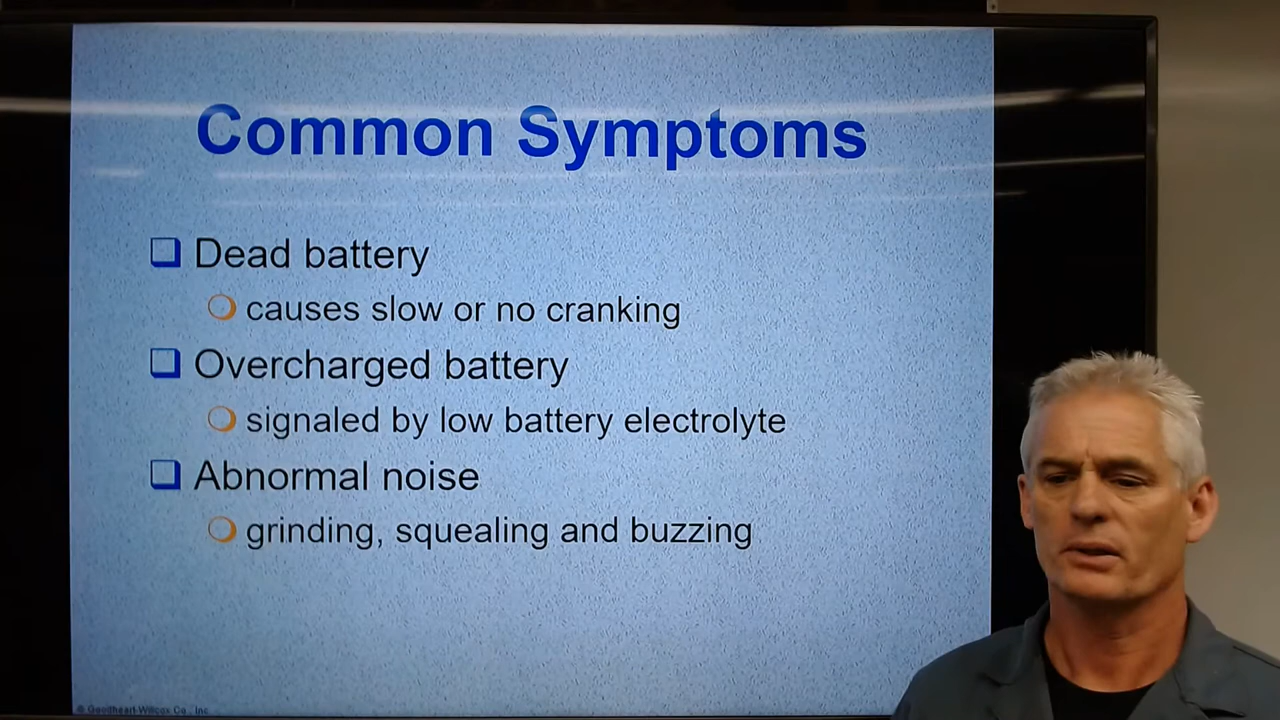 Common Symptoms
Dead battery
causes slow or no cranking
Overcharged battery
signaled by low battery electrolyte
Abnormal noise
grinding, squealing and buzzing
© Goodheart-Willcox Co., Inc.